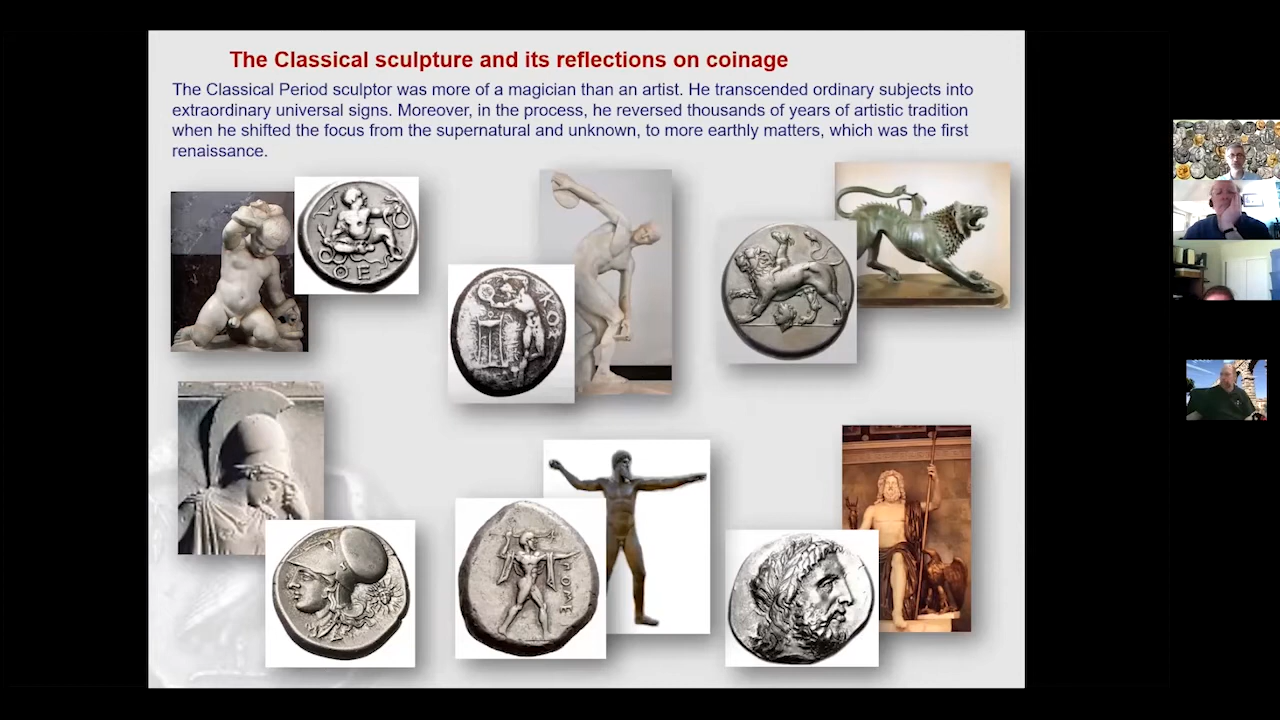 The Classical sculpture and its reflections on coinage
The Classical Period sculptor was more of a magician than an artist. He transcended ordinary subjects into
extraordinary universal signs. Moreover, in the process, he reversed thousands of years of artistic tradition
when he shifted the focus from the supernatural and unknown, to more earthly matters, which was the first
renaissance.
ΘΕ
ΚΟΣ
ΠΟΜΕ